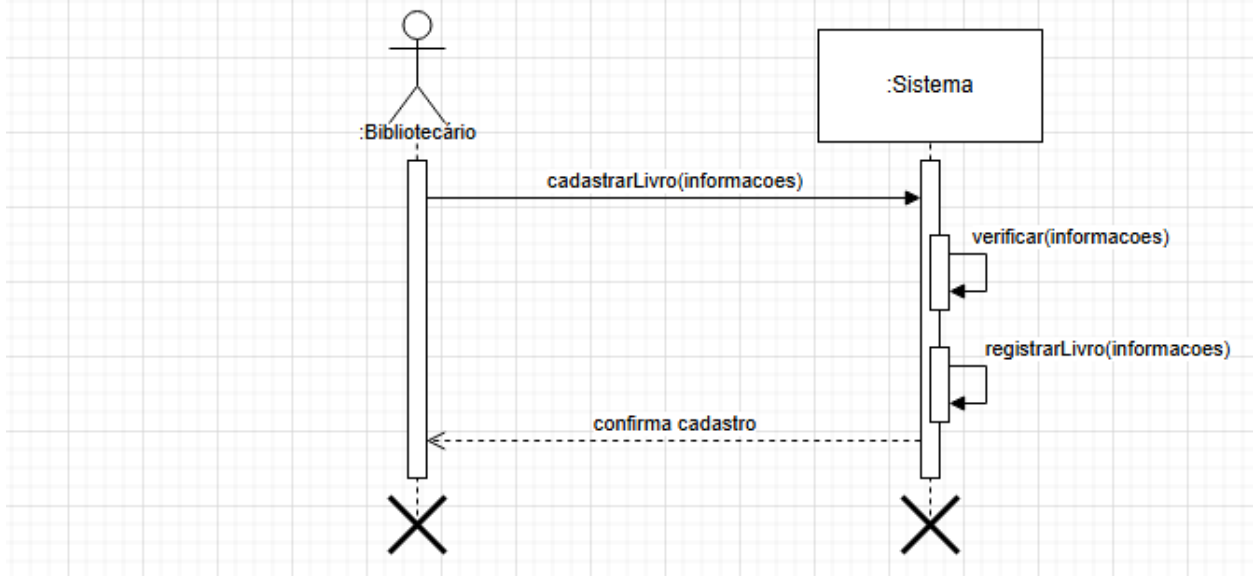 :Bibliotecário
:Sistema
cadastrarLivro(informacoes)
verificar(informacoes)
registrarLivro(informacoes)
confirma cadastro